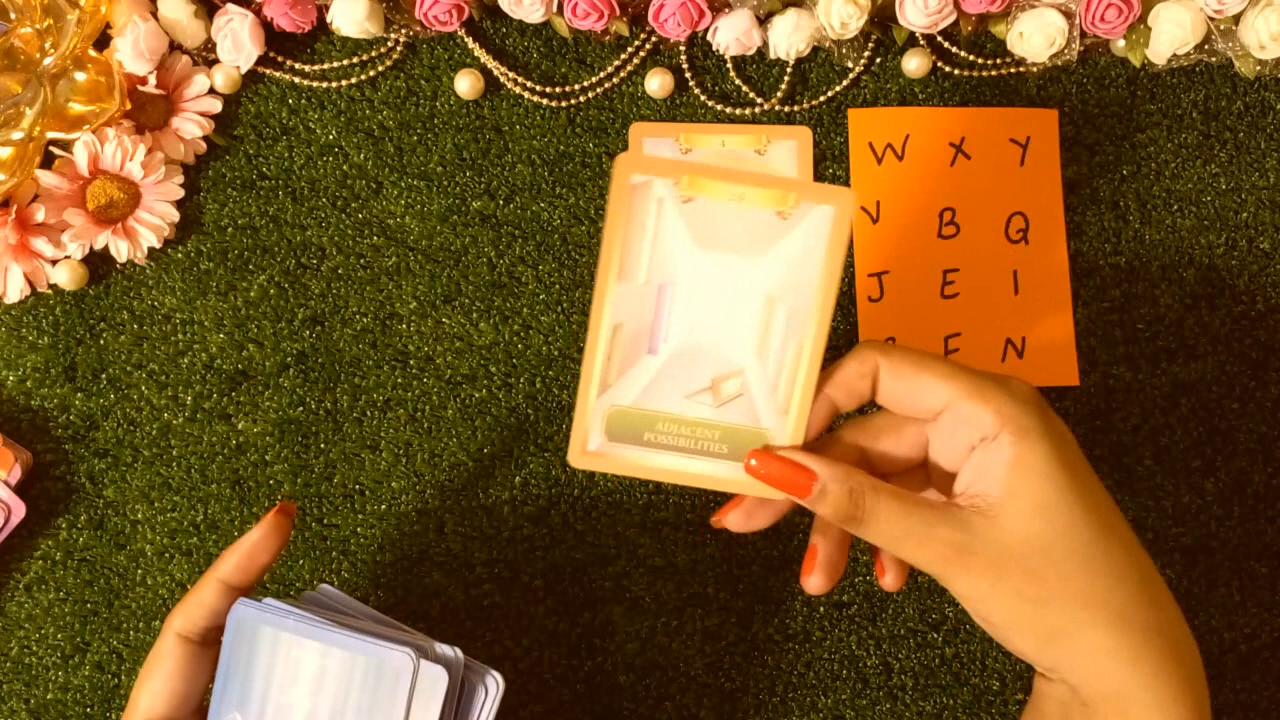 ADJACENT
POSSIBILITIES
W X Y
V B Q
J E I
N